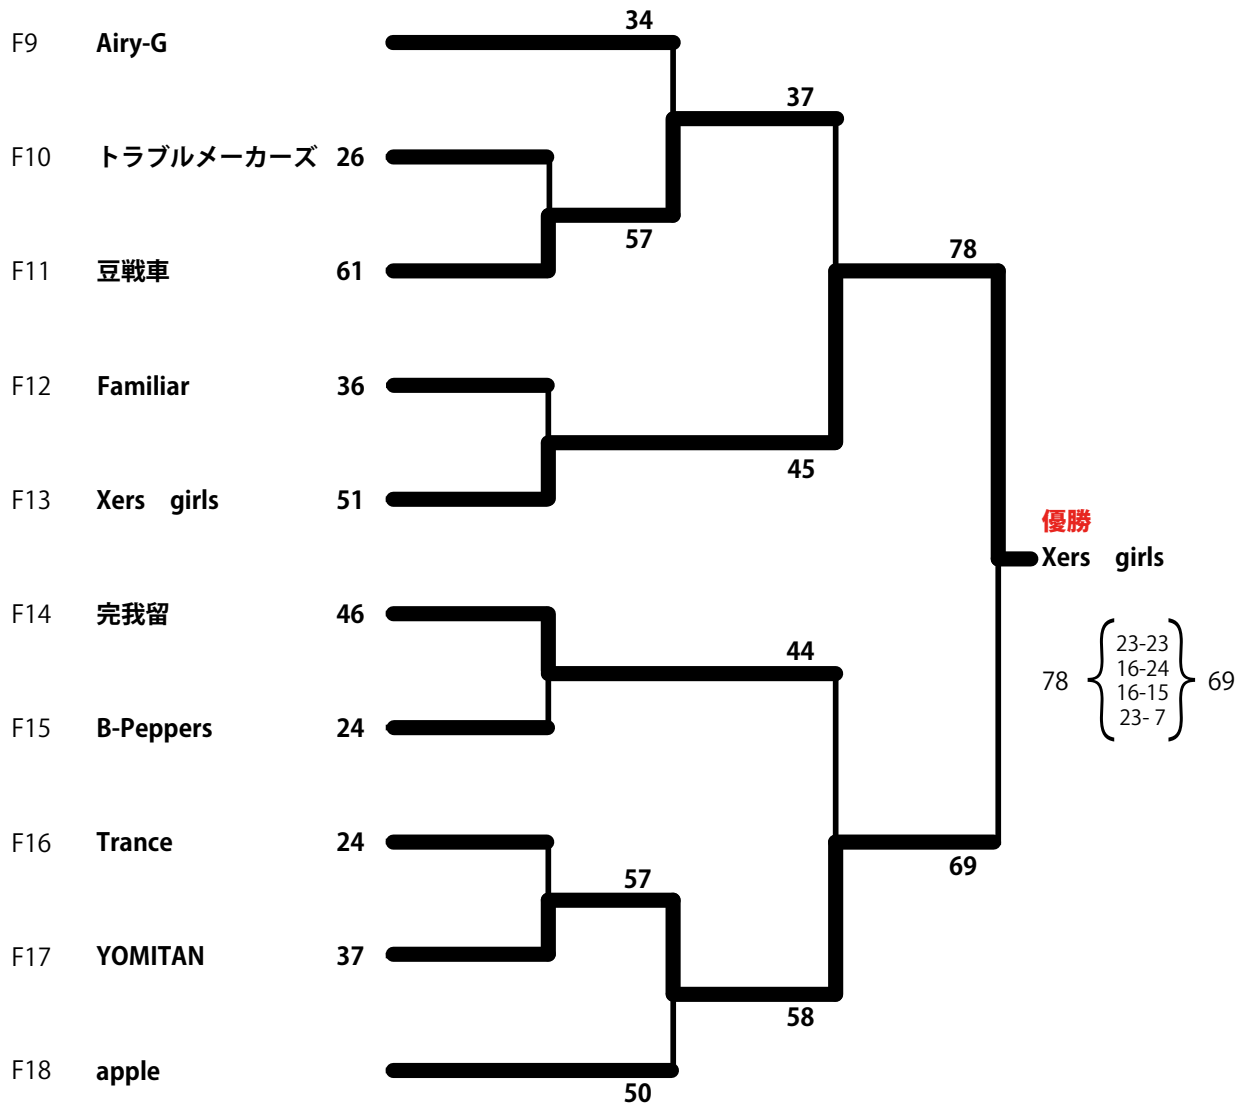 34
F9 Airy-G
37
F10 トラブルメーカーズ 26
57
78
F11 豆戦車 61
F12 Familiar 36
45
F13 Xers　girls 51
優勝
Xers　girls
F14 完我留 46
44
23-23
16-24
78 69
16-15
23- 7
F15 B-Peppers 24
F16 Trance 24
69
57
F17 YOMITAN 37
58
F18 apple
50